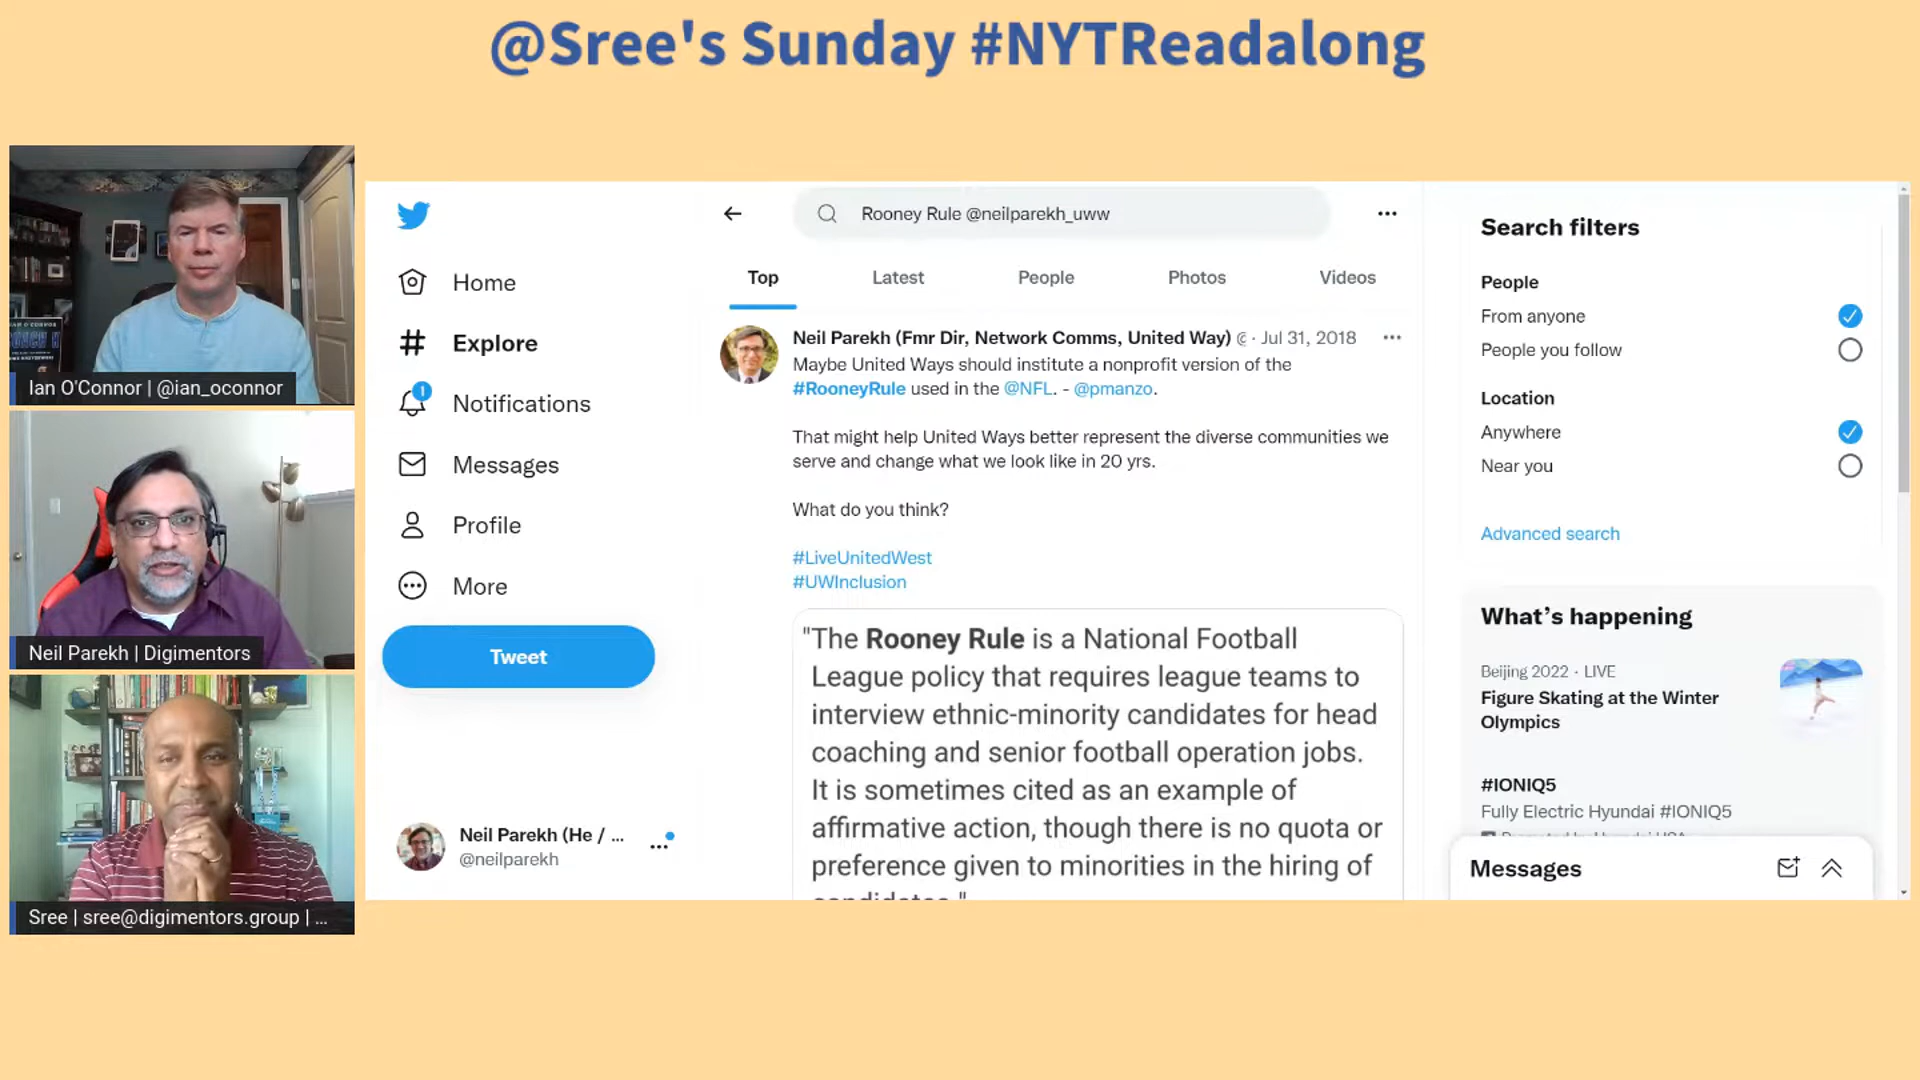 @Sree's Sunday #NYTReadalong
Ian O'Connor | @ian_oconnor
Neil Parekh | Digimentors
Sree | sree@digimentors.group | ...
Home
Explore
1
Notifications
Messages
Profile
More
Tweet
Neil Parekh (He / ...
@neilparekh
Rooney Rule @neilparekh_uww
Top Latest People Photos Videos
Neil Parekh (Fmr Dir, Network Comms, United Way) @ · Jul 31, 2018
Maybe United Ways should institute a nonprofit version of the
#RooneyRule used in the @NFL. - @pmanzo.
That might help United Ways better represent the diverse communities we
serve and change what we look like in 20 yrs.
What do you think?
#LiveUnitedWest
#UWInclusion
"The Rooney Rule is a National Football
League policy that requires league teams to
interview ethnic-minority candidates for head
coaching and senior football operation jobs.
It is sometimes cited as an example of
affirmative action, though there is no quota or
preference given to minorities in the hiring of
Search filters
People
From anyone
People you follow
Location
Anywhere
Near you
Advanced search
What's happening
Beijing 2022 · LIVE
Figure Skating at the Winter
Olympics
#IONIQ5
Fully Electric Hyundai #IONIQ5
Messages